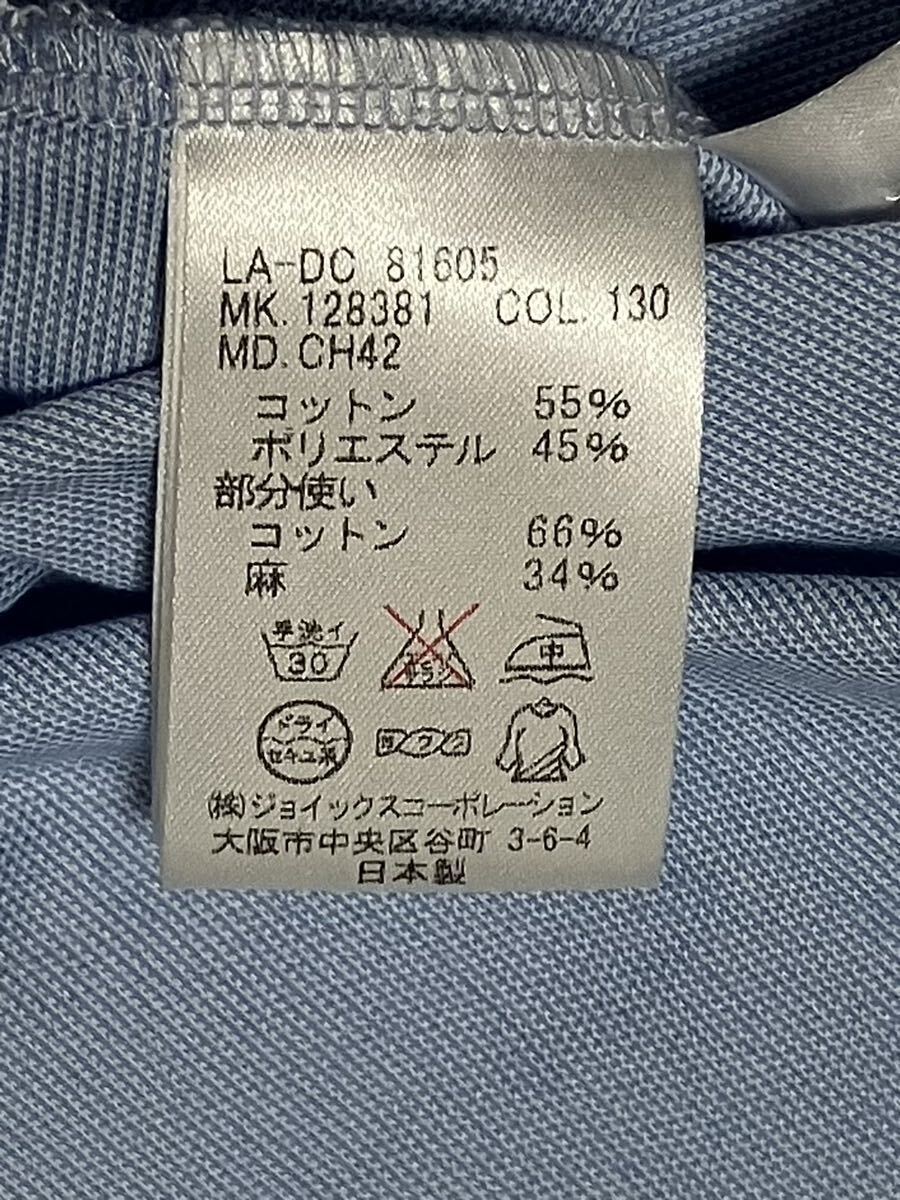 LA-DC 81605
MK. 128381 COL. 130
MD. CH42
コットン 55%
ポリエステル 45%
部分使い
コットン 66%
麻 34%
手洗イ
30
中
ドライ
セキユ系
(株)ジョイックスコーポレーション
大阪市中央区谷町 3-6-4
日本製